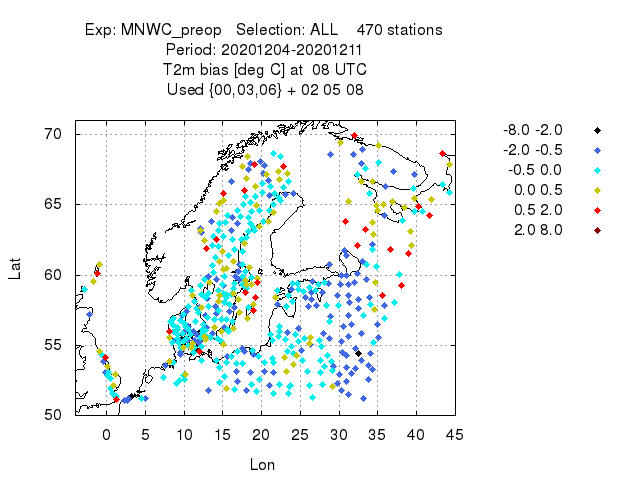 Exp: MNWC_preop   Selection: ALL    470 stations
Period: 20201204-20201211
T2m bias [deg C] at  08 UTC
Used {00,03,06} + 02 05 08
-8.0 -2.0
-2.0 -0.5
-0.5 0.0
0.0 0.5
0.5 2.0
2.0 8.0
70
65
60
55
50
Lat
0 5 10 15 20 25 30 35 40 45
Lon